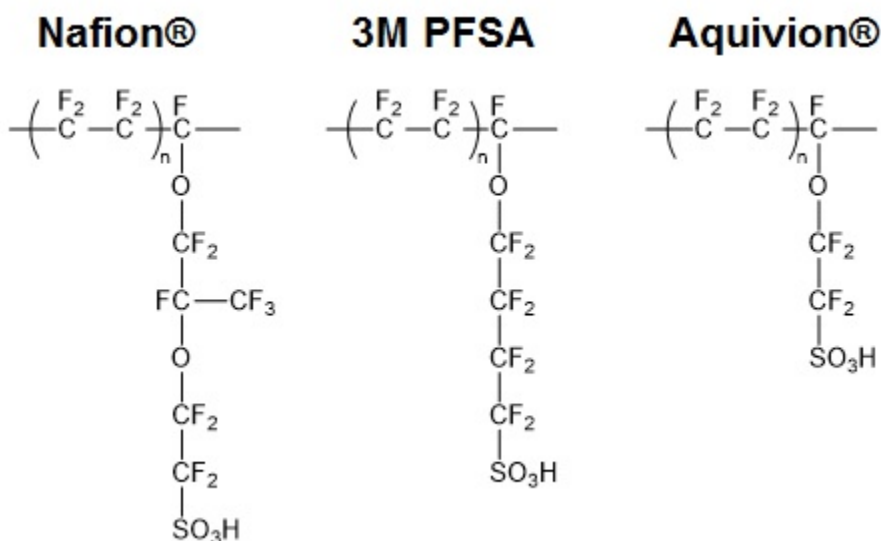 Nafion® 3M PFSA Aquivion®
F₂ F₂ F F₂ F₂ F F₂ F₂ F
( C C )n C ( C C )n C ( C C )n C
O O O
CF₂ CF₂ CF₂
FC CF₃ CF₂ CF₂
O CF₂ SO₃H
CF₂ CF₂
CF₂ SO₃H
SO₃H